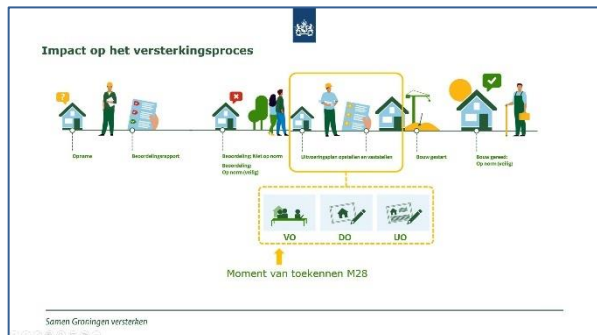 Impact op het versterkingsproces
?
Opname
Beoordelingsrapport
Beoordeling: Niet op norm
Beoordeling:
Op norm (veilig)
Uitvoeringsplan opstellen en vaststellen
Bouw gestart
Bouw gereed:
Op norm (veilig)
VO
DO
UO
Moment van toekennen M28
Samen Groningen versterken